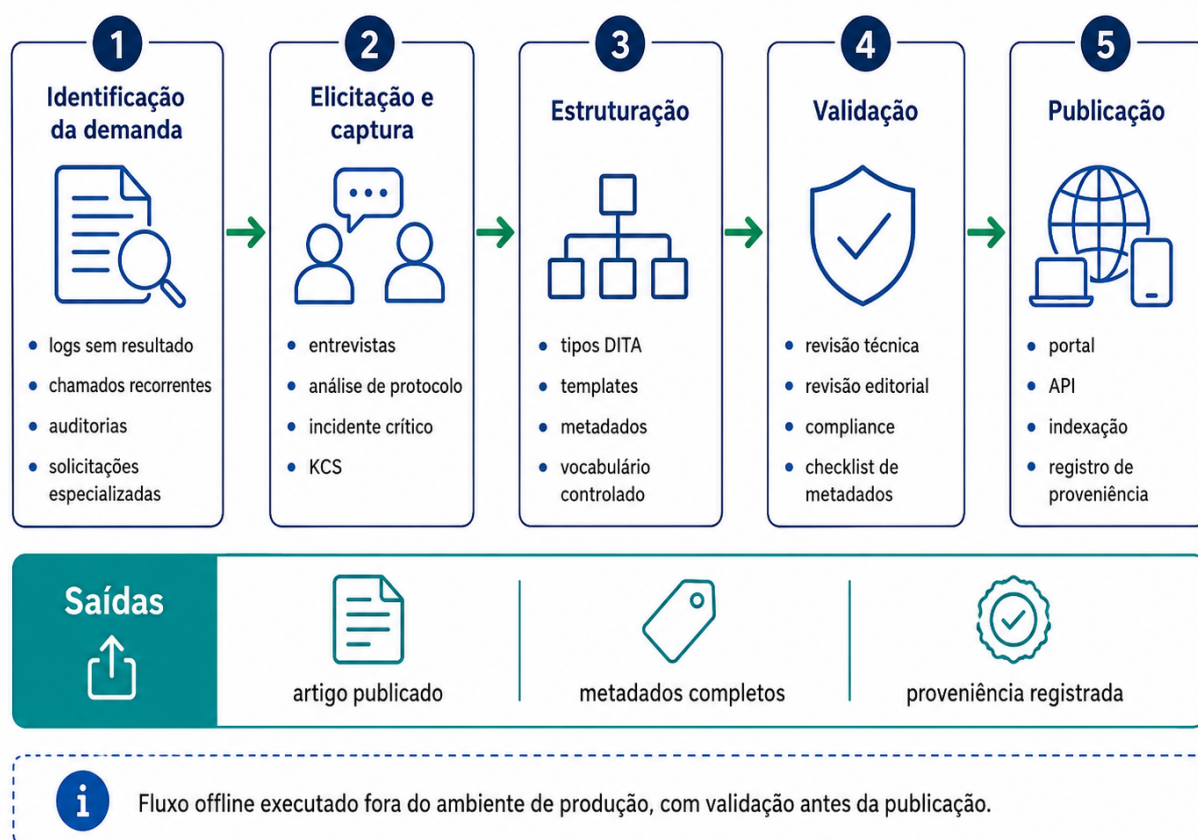 1
Identificação
da demanda
logs sem resultado
chamados recorrentes
auditorias
solicitações
especializadas
2
Elicitação e
captura
entrevistas
análise de protocolo
incidente crítico
KCS
3
Estruturação
tipos DITA
templates
metadados
vocabulário
controlado
4
Validação
revisão técnica
revisão editorial
compliance
checklist de
metadados
5
Publicação
portal
API
indexação
registro de
proveniência
Saídas
artigo publicado
metadados completos
proveniência registrada
i
Fluxo offline executado fora do ambiente de produção, com validação antes da publicação.